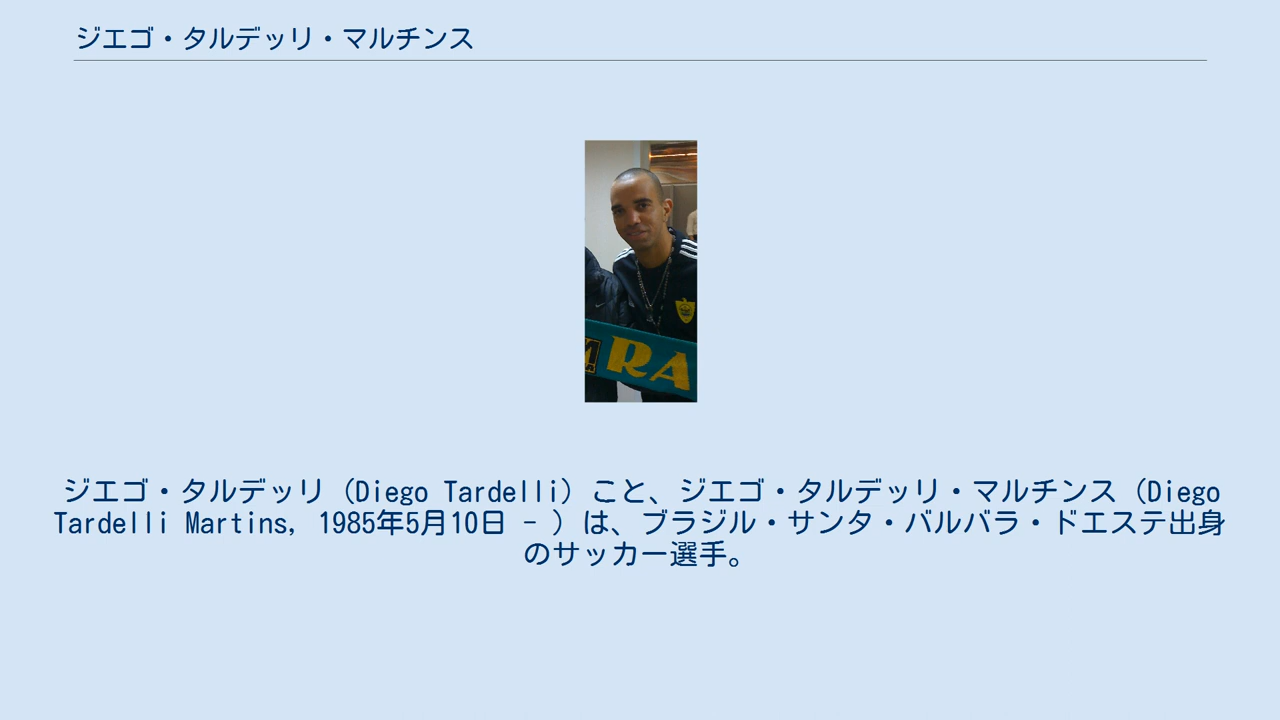 ジエゴ・タルデッリ・マルチンス
RA
ジエゴ・タルデッリ（Diego Tardelli）こと、ジエゴ・タルデッリ・マルチンス（Diego
Tardelli Martins, 1985年5月10日 - ）は、ブラジル・サンタ・バルバラ・ドエステ出身
のサッカー選手。